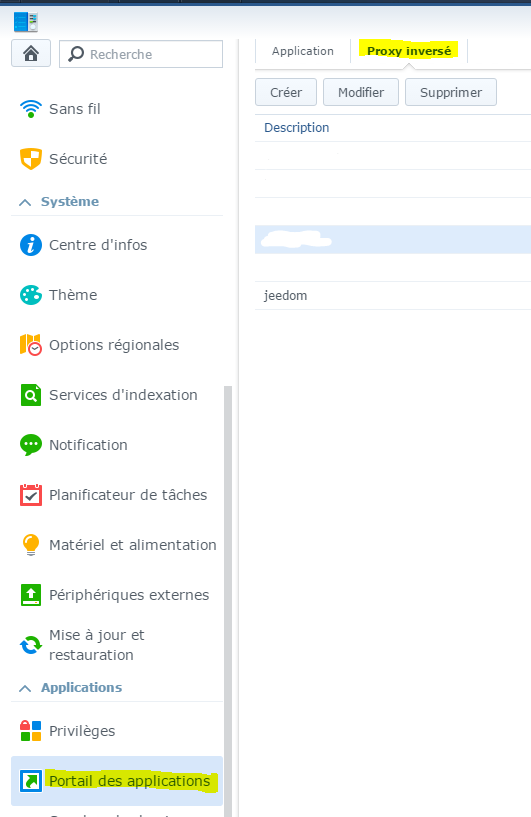 Recherche
Sans fil
Sécurité
Système
Centre d'infos
Thème
Options régionales
Services d'indexation
Notification
Planificateur de tâches
Matériel et alimentation
Périphériques externes
Mise à jour et
restauration
Applications
Privilèges
Portail des applications
Application Proxy inversé
Créer Modifier Supprimer
Description
jeedom